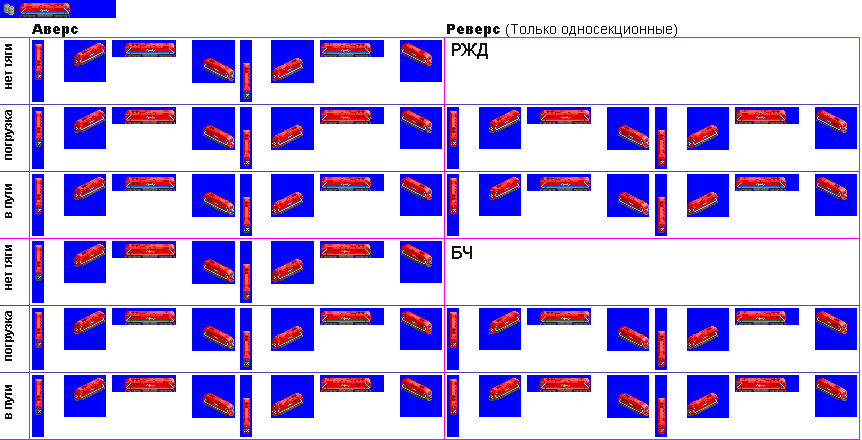 Аверс
Реверс (Только односекционные)
нет тяги
РЖД
погрузка
в пути
нет тяги
БЧ
погрузка
в пути